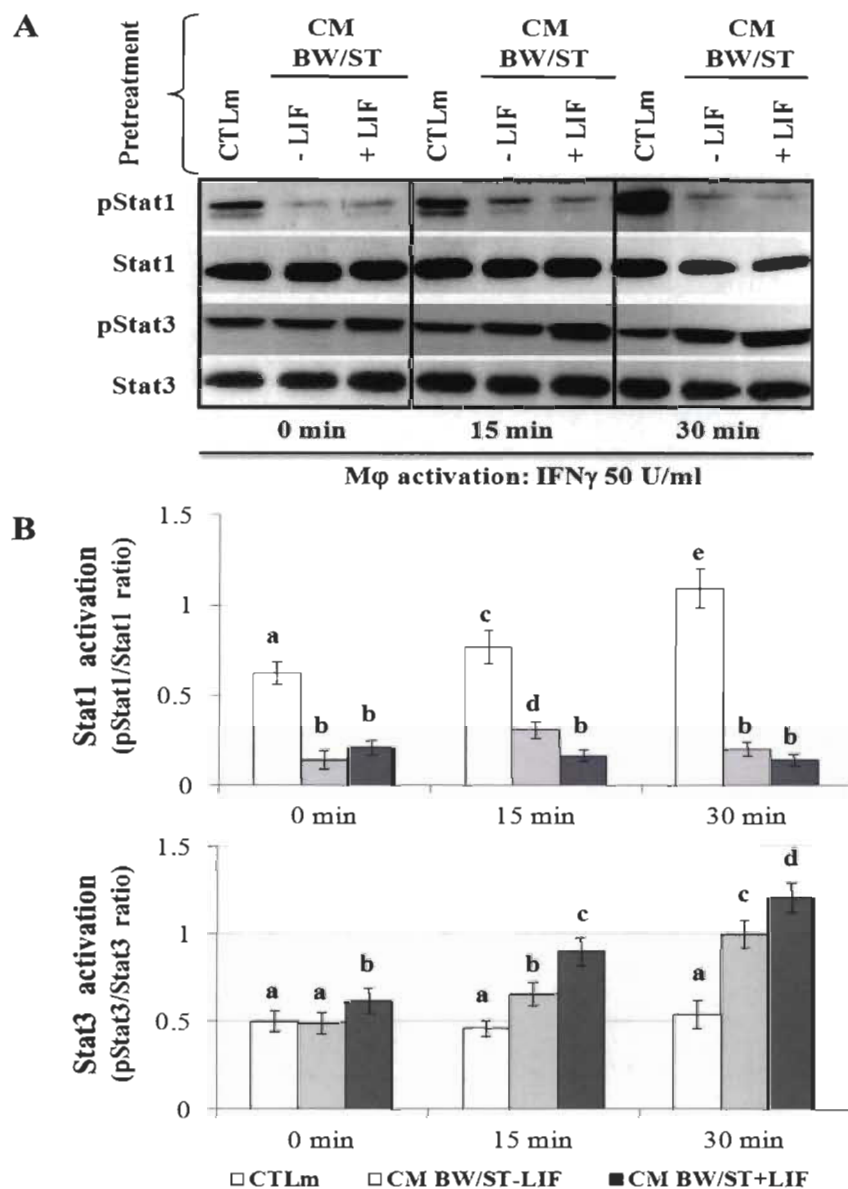 A
Pretreatment
CM
BW/ST
CM
BW/ST
CM
BW/ST
CTLm
- LIF
+ LIF
CTLm
- LIF
+ LIF
CTLm
- LIF
+ LIF
pStat1
Stat1
pStat3
Stat3
0 min 15 min 30 min
Mφ activation: IFNγ 50 U/ml
B
Stat1 activation
(pStat1/Stat1 ratio)
1.5
1
0.5
0
a
b
b
c
d
b
e
b
b
0 min 15 min 30 min
Stat3 activation
(pStat3/Stat3 ratio)
1.5
1
0.5
0
a
a
b
a
b
c
a
c
d
0 min 15 min 30 min
CTLm CM BW/ST-LIF CM BW/ST+LIF